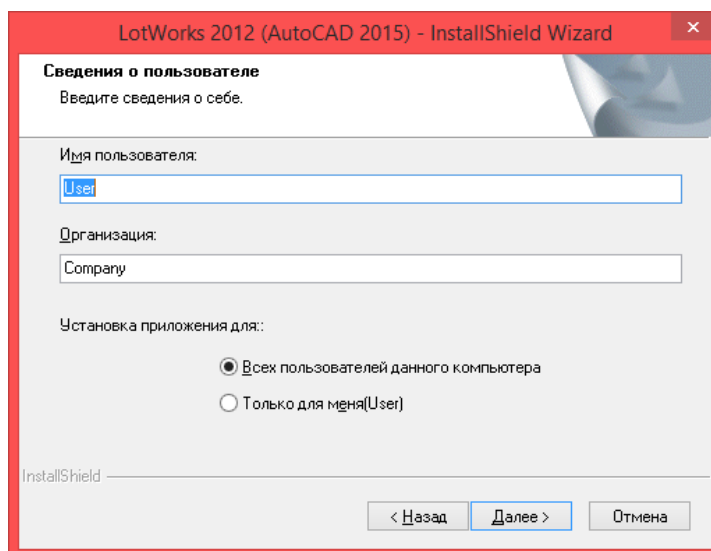 LotWorks 2012 (AutoCAD 2015) - InstallShield Wizard
Сведения о пользователе
Введите сведения о себе.
Имя пользователя:
User
Организация:
Company
Установка приложения для::
Всех пользователей данного компьютера
Только для меня(User)
InstallShield
< Назад Далее > Отмена